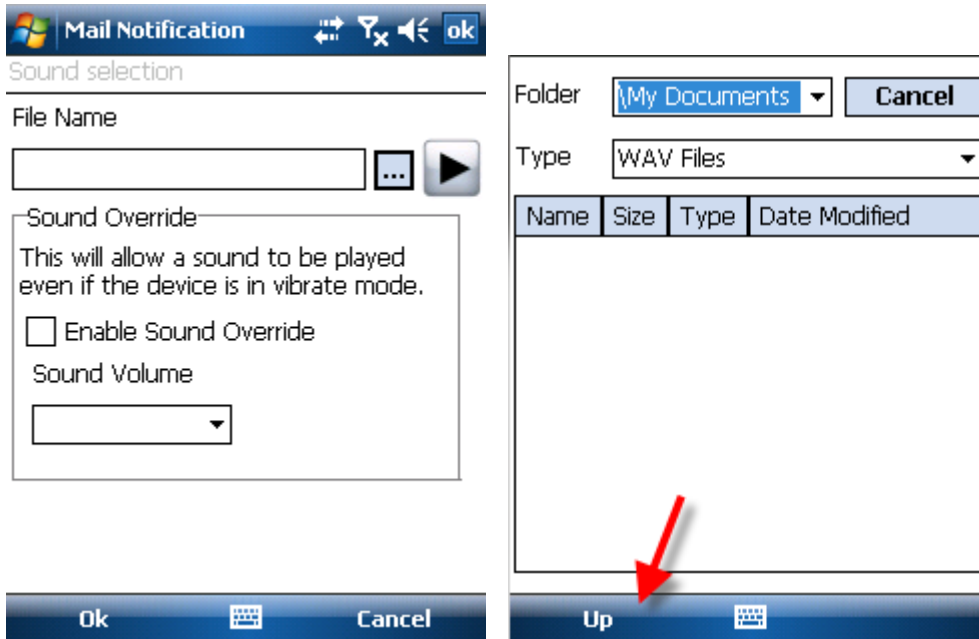 Mail Notification ok
Sound selection
File Name
...
Sound Override
This will allow a sound to be played
even if the device is in vibrate mode.
Enable Sound Override
Sound Volume
Ok Cancel
Folder \My Documents Cancel
Type WAV Files
Name Size Type Date Modified
Up